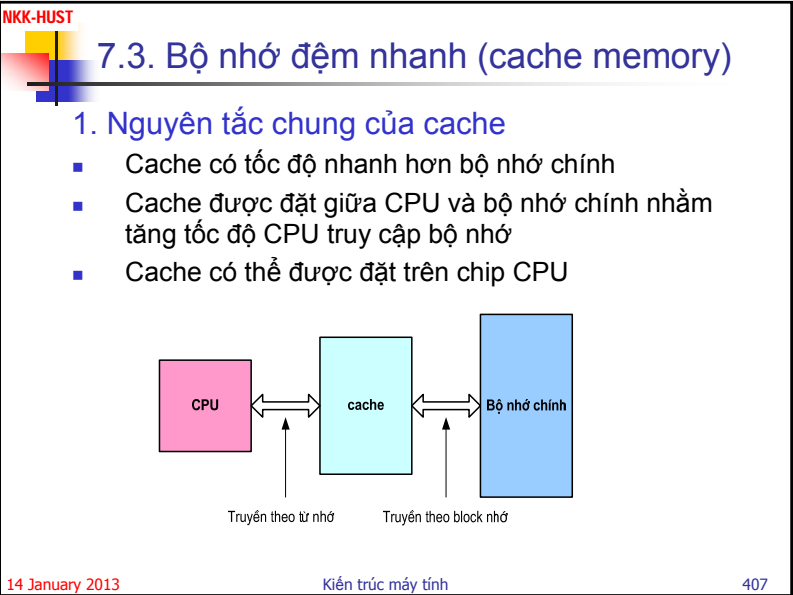 NKK-HUST
7.3. Bộ nhớ đệm nhanh (cache memory)
1. Nguyên tắc chung của cache
Cache có tốc độ nhanh hơn bộ nhớ chính
Cache được đặt giữa CPU và bộ nhớ chính nhằm
tăng tốc độ CPU truy cập bộ nhớ
Cache có thể được đặt trên chip CPU
CPU
cache
Bộ nhớ chính
Truyền theo từ nhớ
Truyền theo block nhớ
14 January 2013
Kiến trúc máy tính
407